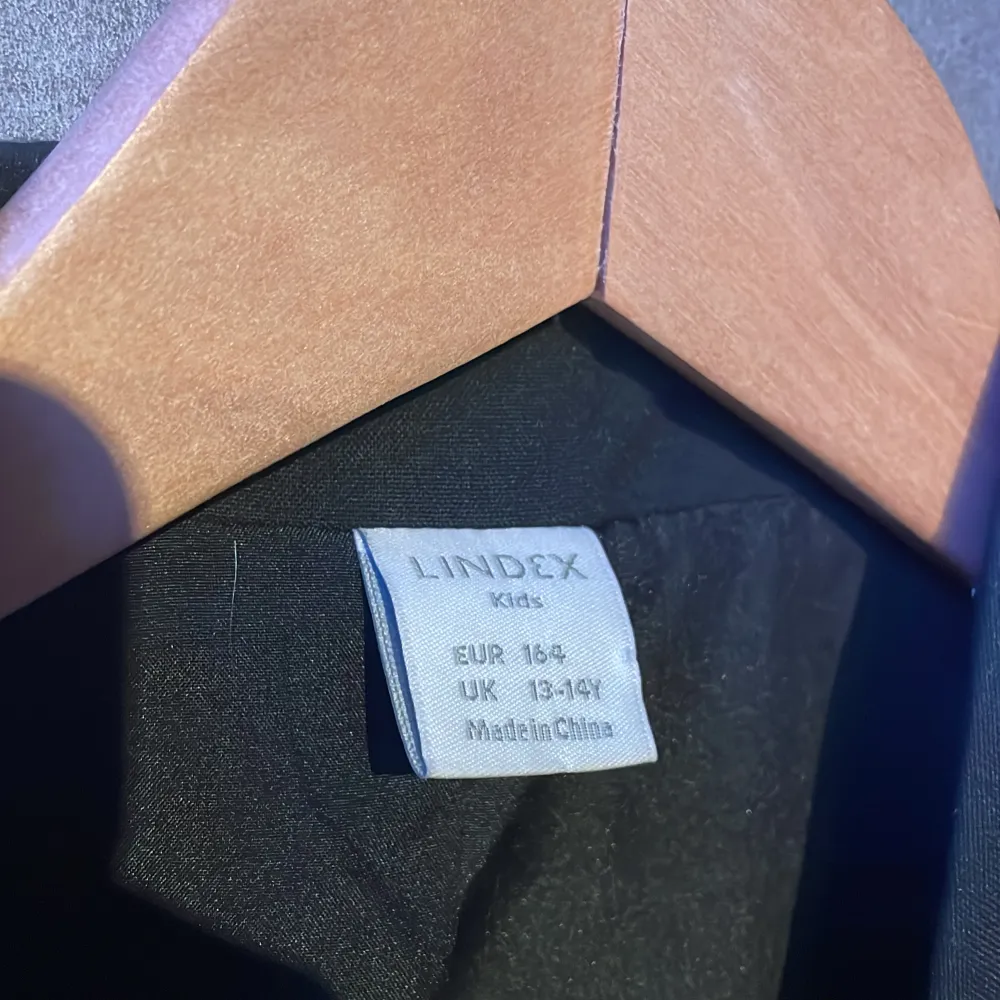 LINDEX
Kids
EUR 164
UK 13-14Y
Made in China